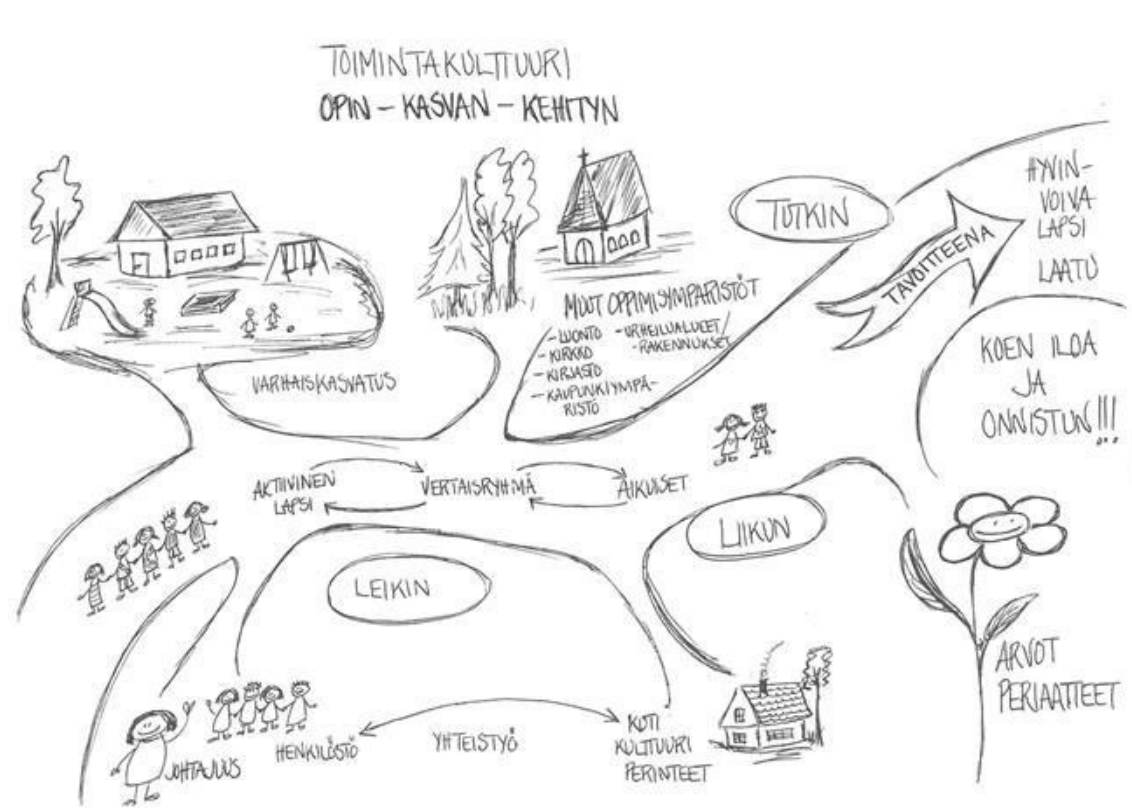 TOIMINTAKULTTUURI
OPIN – KASVAN – KEHITYN
TUTKIN
HYVIN-
VOIVA
LAPSI
LAATU
TAVOITTEENA
MUUT OPPIMISYMPÄRISTÖT
- LUONTO - URHEILUALUEET/
- KIRKKO - RAKENNUKSET
- KIRJASTO
- KAUPUNKIYMPÄ-
RISTÖ
VARHAISKASVATUS
KOEN ILOA
JA
ONNISTUN!!!
AKTIIVINEN
LAPSI
VERTAISRYHMÄ
AIKUISET
LIIKUN
LEIKIN
ARVOT
PERIAATTEET
JOHTAJUUS
HENKILÖSTÖ
YHTEISTYÖ
KOTI
KULTTUURI
PERINTEET